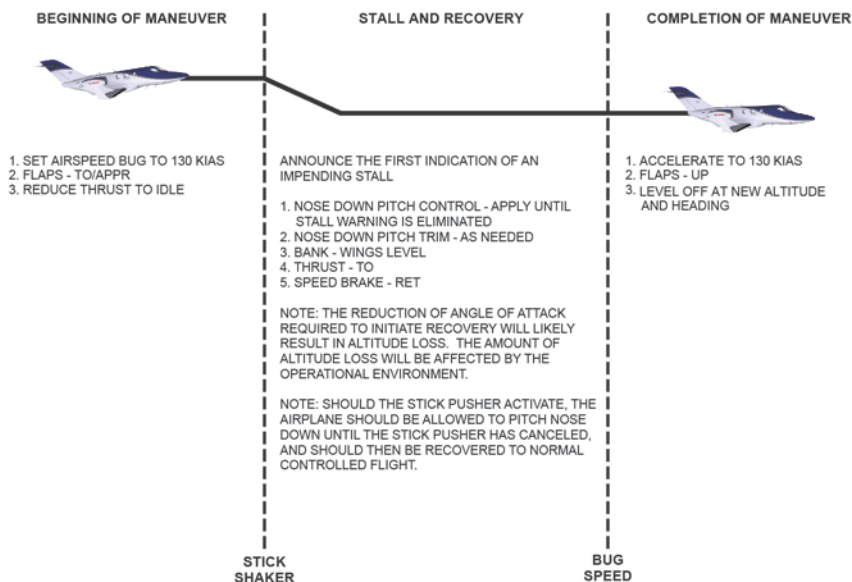 BEGINNING OF MANEUVER
STALL AND RECOVERY
COMPLETION OF MANEUVER
1. SET AIRSPEED BUG TO 130 KIAS
2. FLAPS - TO/APPR
3. REDUCE THRUST TO IDLE
ANNOUNCE THE FIRST INDICATION OF AN
IMPENDING STALL
1. NOSE DOWN PITCH CONTROL - APPLY UNTIL
STALL WARNING IS ELIMINATED
2. NOSE DOWN PITCH TRIM - AS NEEDED
3. BANK - WINGS LEVEL
4. THRUST - TO
5. SPEED BRAKE - RET
NOTE: THE REDUCTION OF ANGLE OF ATTACK
REQUIRED TO INITIATE RECOVERY WILL LIKELY
RESULT IN ALTITUDE LOSS. THE AMOUNT OF
ALTITUDE LOSS WILL BE AFFECTED BY THE
OPERATIONAL ENVIRONMENT.
NOTE: SHOULD THE STICK PUSHER ACTIVATE, THE
AIRPLANE SHOULD BE ALLOWED TO PITCH NOSE
DOWN UNTIL THE STICK PUSHER HAS CANCELED,
AND SHOULD THEN BE RECOVERED TO NORMAL
CONTROLLED FLIGHT.
1. ACCELERATE TO 130 KIAS
2. FLAPS - UP
3. LEVEL OFF AT NEW ALTITUDE
AND HEADING
STICK
SHAKER
BUG
SPEED